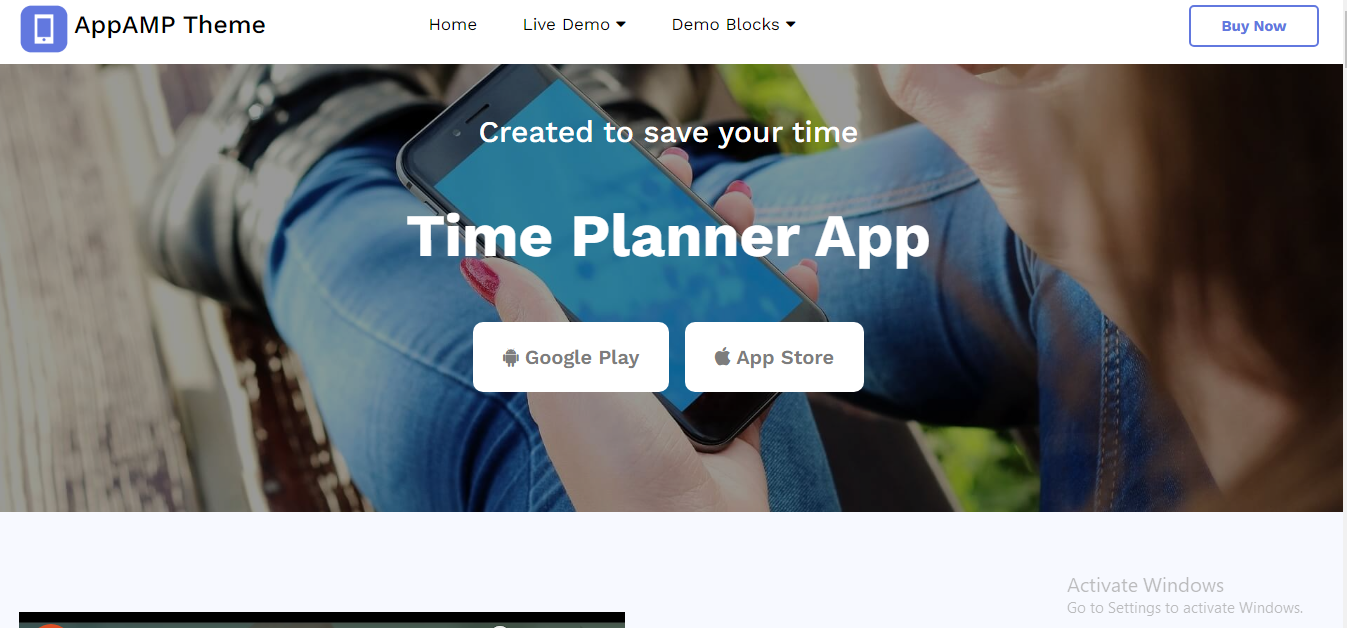 AppAMP Theme
Home
Live Demo
Demo Blocks
Buy Now
Created to save your time
Time Planner App
Google Play
App Store
Activate Windows
Go to Settings to activate Windows.